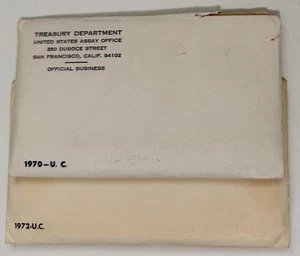 TREASURY DEPARTMENT
UNITED STATES ASSAY OFFICE
350 DUBOCE STREET
SAN FRANCISCO, CALIF. 94102
OFFICIAL BUSINESS
1970-U. C.
1972-U.C.